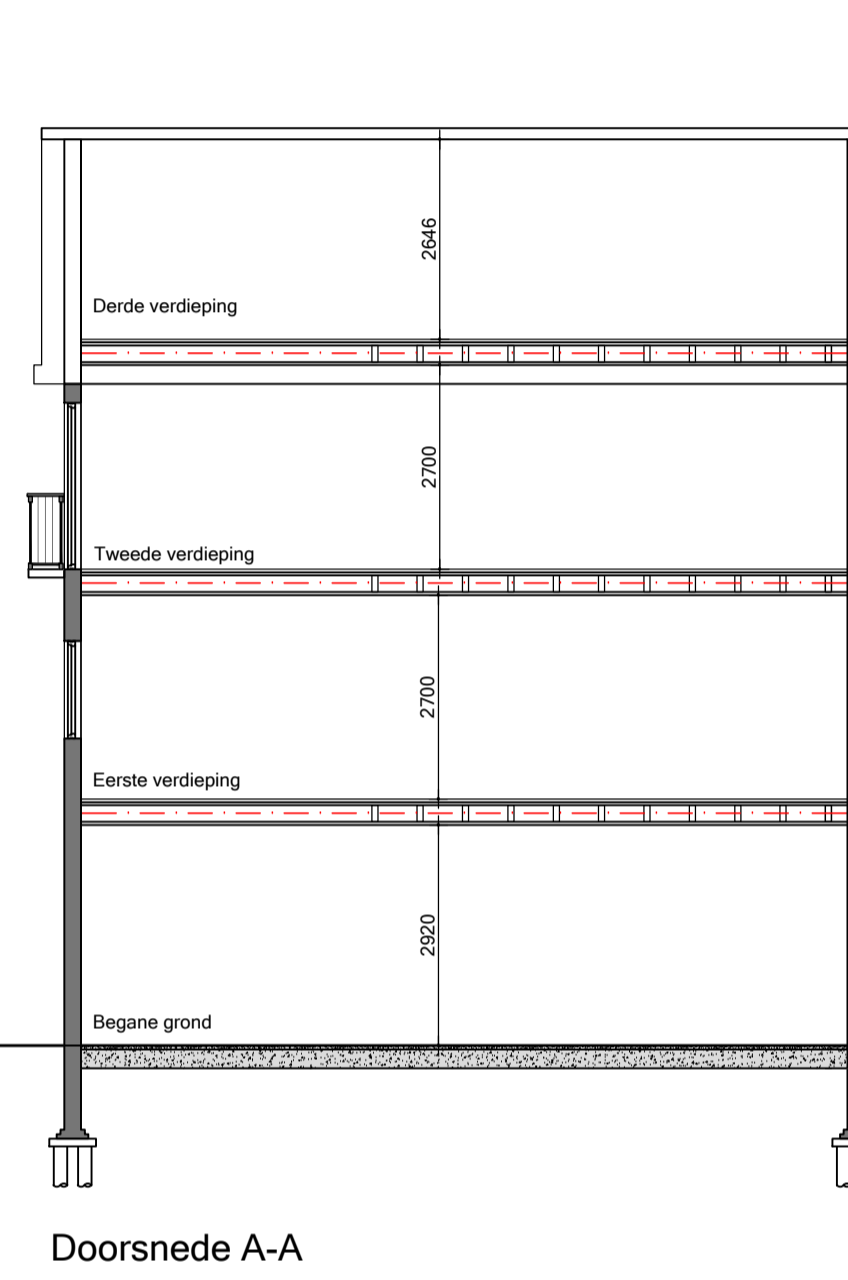 2646
Derde verdieping
2700
Tweede verdieping
2700
Eerste verdieping
2920
Begane grond
Doorsnede A-A